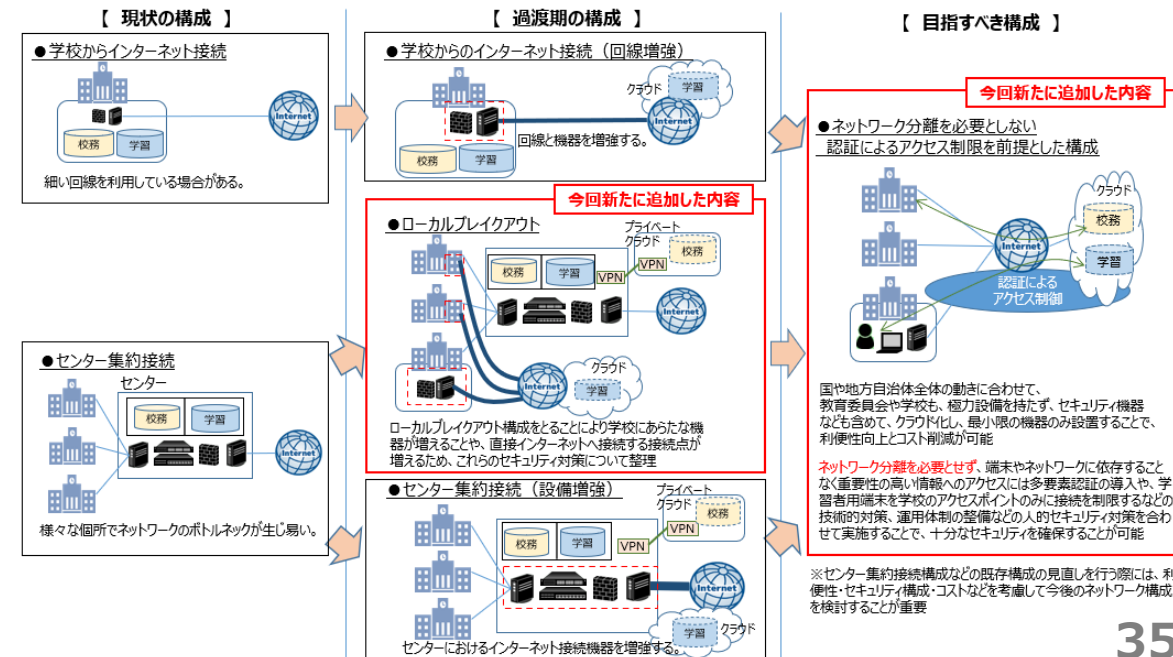 【 現状の構成 】
●学校からインターネット接続
Internet
校務
学習
細い回線を利用している場合がある。
●センター集約接続
センター
校務
学習
Internet
様々な個所でネットワークのボトルネックが生じ易い。
【 過渡期の構成 】
●学校からのインターネット接続（回線増強）
クラウド
学習
Internet
回線と機器を増強する。
校務
学習
今回新たに追加した内容
●ローカルブレイクアウト
プライベート
クラウド
校務
校務
学習
VPN
VPN
Internet
Internet
クラウド
学習
ローカルブレイクアウト構成をとることにより学校にあらたな機
器が増えることや、直接インターネットへ接続する接続点が
増えるため、これらのセキュリティ対策について整理
●センター集約接続（設備増強）
プライベート
クラウド
校務
校務
学習
VPN
VPN
Internet
学習
クラウド
センターにおけるインターネット接続機器を増強する。
【 目指すべき構成 】
今回新たに追加した内容
●ネットワーク分離を必要としない
認証によるアクセス制限を前提とした構成
クラウド
校務
Internet
学習
認証による
アクセス制御
国や地方自治体全体の動きに合わせて、
教育委員会や学校も、極力設備を持たず、セキュリティ機器
なども含めて、クラウド化し、最小限の機器のみ設置することで、
利便性向上とコスト削減が可能
ネットワーク分離を必要とせず、端末やネットワークに依存すること
なく重要性の高い情報へのアクセスには多要素認証の導入や、学
習者用端末を学校のアクセスポイントのみに接続を制限するなどの
技術的対策、運用体制の整備などの人的セキュリティ対策を合わ
せて実施することで、十分なセキュリティを確保することが可能
※センター集約接続構成などの既存構成の見直しを行う際には、利
便性・セキュリティ構成・コストなどを考慮して今後のネットワーク構成
を検討することが重要
35